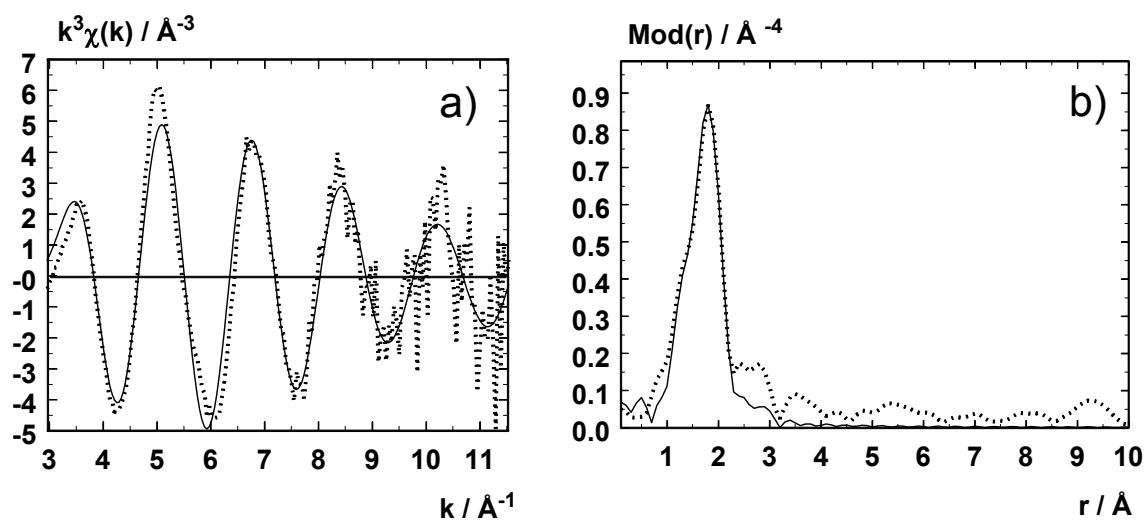 k³χ(k) / Å⁻³
7
6
5
4
3
2
1
-0
-1
-2
-3
-4
-5
a)
3 4 5 6 7 8 9 10 11
k / Å⁻¹
Mod(r) / Å ⁻⁴
0.9
0.8
0.7
0.6
0.5
0.4
0.3
0.2
0.1
0.0
b)
1 2 3 4 5 6 7 8 9 10
r / Å